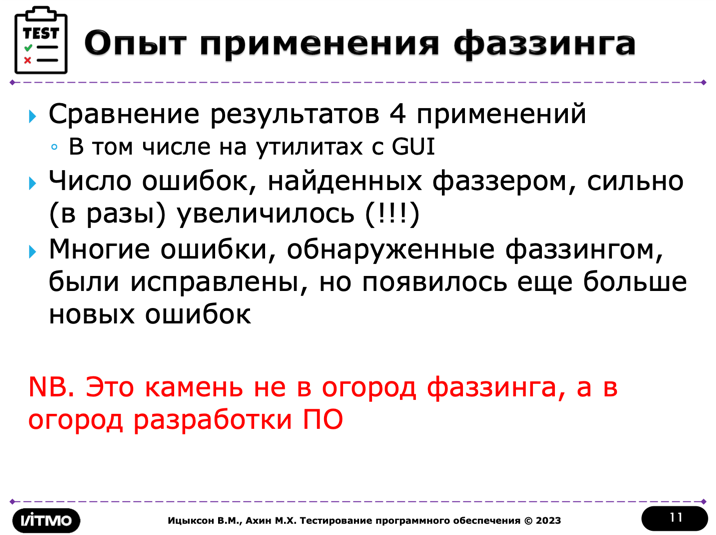 TEST
Опыт применения фаззинга
Сравнение результатов 4 применений
В том числе на утилитах с GUI
Число ошибок, найденных фаззером, сильно
(в разы) увеличилось (!!!)
Многие ошибки, обнаруженные фаззингом,
были исправлены, но появилось еще больше
новых ошибок
NB. Это камень не в огород фаззинга, а в
огород разработки ПО
ИТМО
Ицыксон В.М., Ахин М.Х. Тестирование программного обеспечения © 2023
11